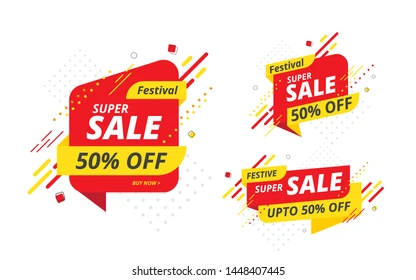 Festival
SUPER
SALE
50% OFF
BUY NOW >
Festival
SUPER
SALE
50% OFF
FESTIVE
SUPER SALE
UPTO 50% OFF
shutterstock.com • 1448407445